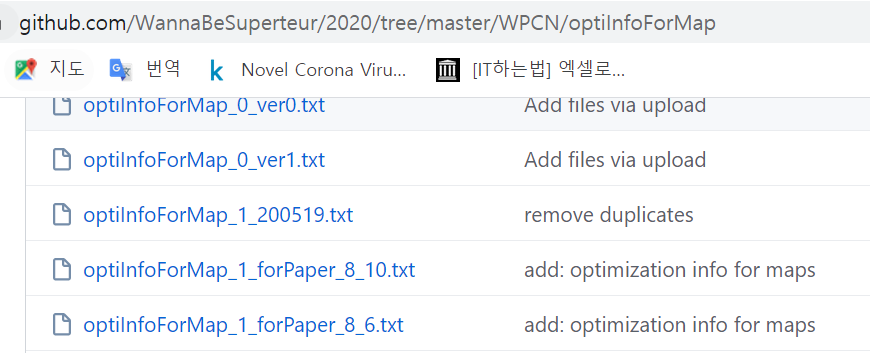 github.com/WannaBeSuperteur/2020/tree/master/WPCN/optiInfoForMap
지도 번역 Novel Corona Viru... [IT하는법] 엑셀로...
optiInfoForMap_0_ver0.txt Add files via upload
optiInfoForMap_0_ver1.txt Add files via upload
optiInfoForMap_1_200519.txt remove duplicates
optiInfoForMap_1_forPaper_8_10.txt add: optimization info for maps
optiInfoForMap_1_forPaper_8_6.txt add: optimization info for maps